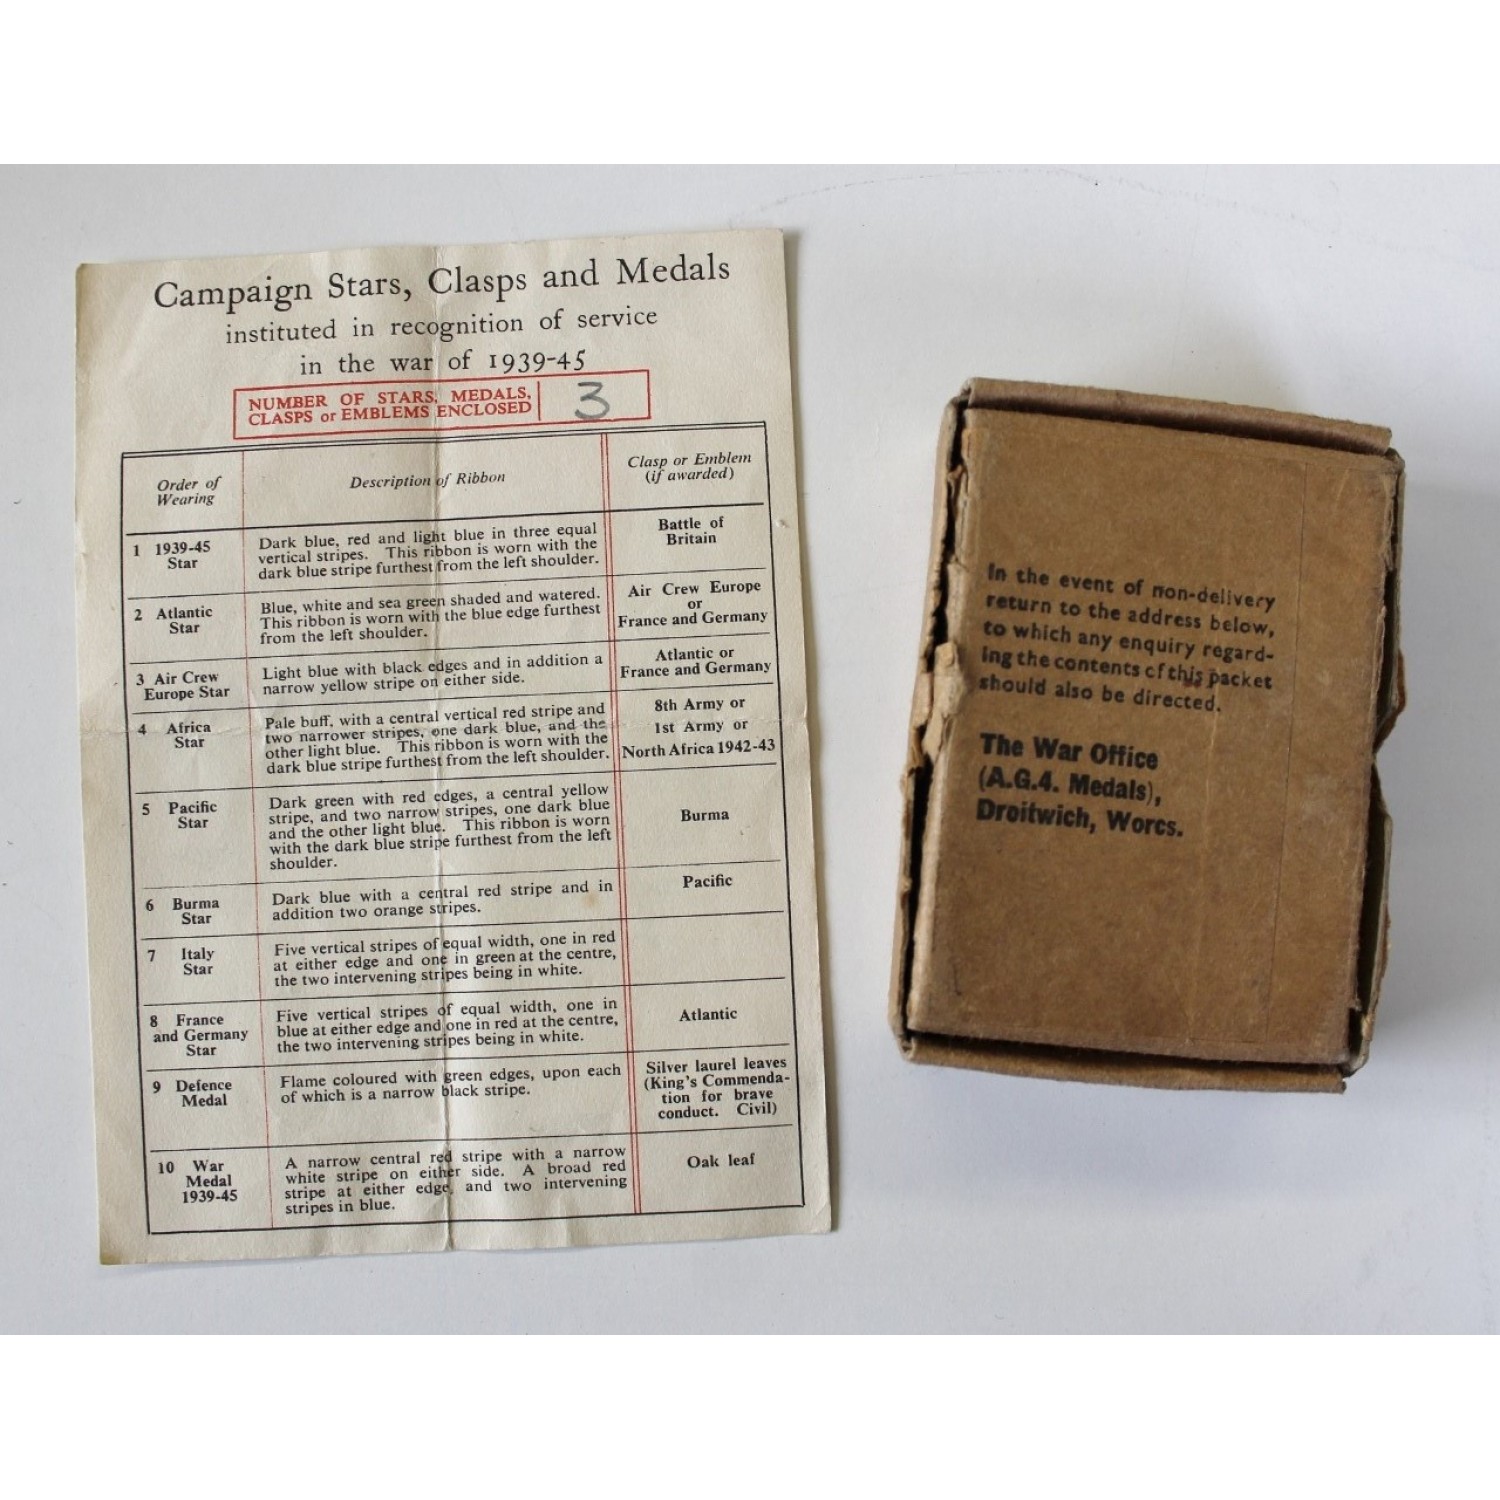 Campaign Stars, Clasps and Medals
instituted in recognition of service
in the war of 1939-45
NUMBER OF STARS, MEDALS,
CLASPS or EMBLEMS ENCLOSED
3
Order of
Wearing
Description of Ribbon
Clasp or Emblem
(if awarded)
1 1939-45
Star
Dark blue, red and light blue in three equal
vertical stripes. This ribbon is worn with the
dark blue stripe furthest from the left shoulder.
Battle of
Britain
2 Atlantic
Star
Blue, white and sea green shaded and watered.
This ribbon is worn with the blue edge furthest
from the left shoulder.
Air Crew Europe
or
France and Germany
3 Air Crew
Europe Star
Light blue with black edges and in addition a
narrow yellow stripe on either side.
Atlantic or
France and Germany
4 Africa
Star
Pale buff, with a central vertical red stripe and
two narrower stripes, one dark blue, and the
other light blue. This ribbon is worn with the
dark blue stripe furthest from the left shoulder.
8th Army or
1st Army or
North Africa 1942-43
5 Pacific
Star
Dark green with red edges, a central yellow
stripe, and two narrow stripes, one dark blue
and the other light blue. This ribbon is worn
with the dark blue stripe furthest from the left
shoulder.
Burma
6 Burma
Star
Dark blue with a central red stripe and in
addition two orange stripes.
Pacific
7 Italy
Star
Five vertical stripes of equal width, one in red
at either edge and one in green at the centre,
the two intervening stripes being in white.
8 France
and Germany
Star
Five vertical stripes of equal width, one in
blue at either edge and one in red at the centre,
the two intervening stripes being in white.
Atlantic
9 Defence
Medal
Flame coloured with green edges, upon each
of which is a narrow black stripe.
Silver laurel leaves
(King's Commenda-
tion for brave
conduct. Civil)
10 War
Medal
1939-45
A narrow central red stripe with a narrow
white stripe on either side. A broad red
stripe at either edge, and two intervening
stripes in blue.
Oak leaf
In the event of non-delivery
return to the address below,
to which any enquiry regard-
ing the contents of this packet
should also be directed.
The War Office
(A.G.4. Medals),
Droitwich, Worcs.